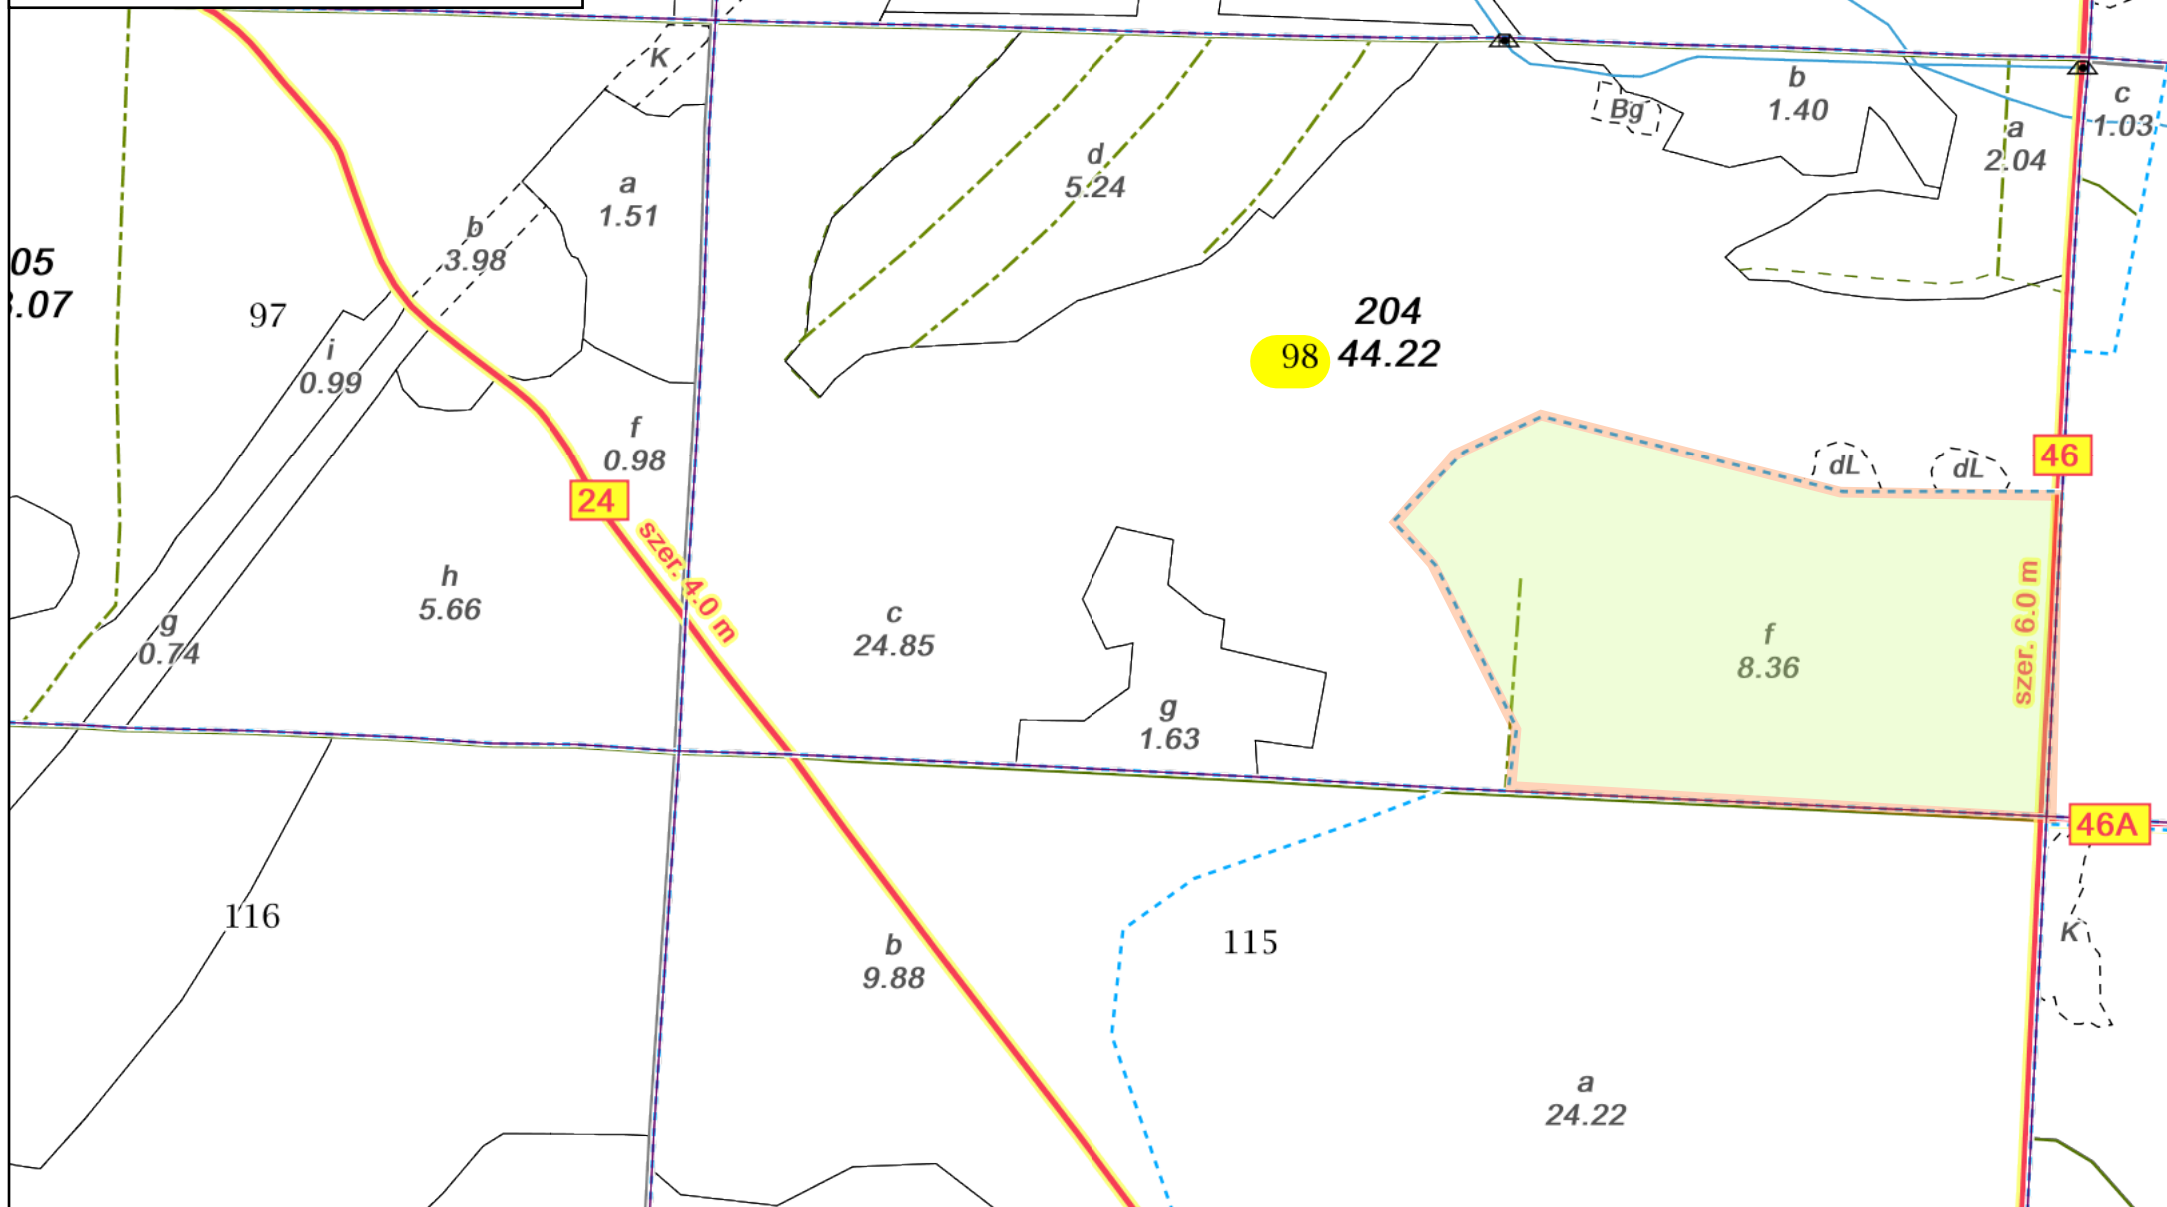 K
b
1.40
c
1.03
Bg
a
2.04
d
5.24
a
1.51
b
3.98
05
.07
97
204
98
44.22
i
0.99
f
0.98
46
dL
dL
24
szer. 4.0 m
h
5.66
c
24.85
g
0.74
g
1.63
f
8.36
szer. 6.0 m
46A
116
b
9.88
115
K
a
24.22